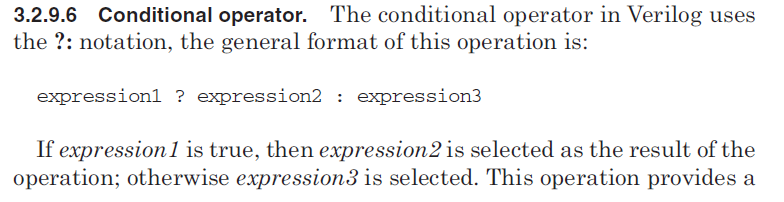 3.2.9.6 Conditional operator. The conditional operator in Verilog uses
the ?: notation, the general format of this operation is:
expression1 ? expression2 : expression3
If expression1 is true, then expression2 is selected as the result of the
operation; otherwise expression3 is selected. This operation provides a